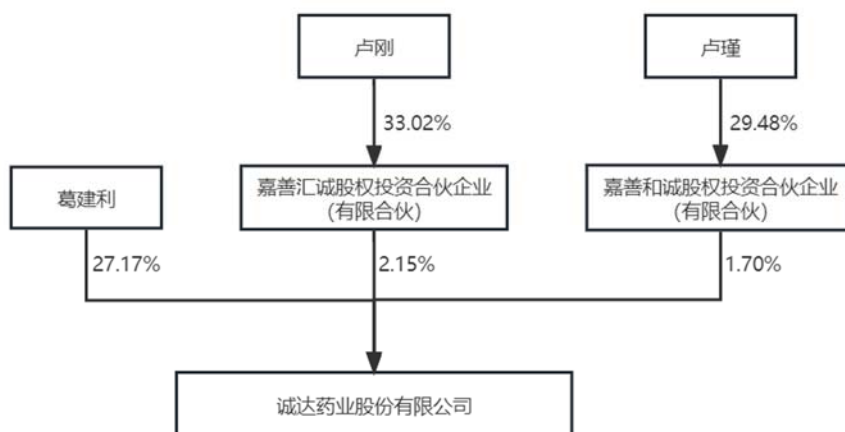 卢刚
卢瑾
33.02%
29.48%
葛建利
嘉善汇诚股权投资合伙企业
(有限合伙)
嘉善和诚股权投资合伙企业
(有限合伙)
27.17%
2.15%
1.70%
诚达药业股份有限公司